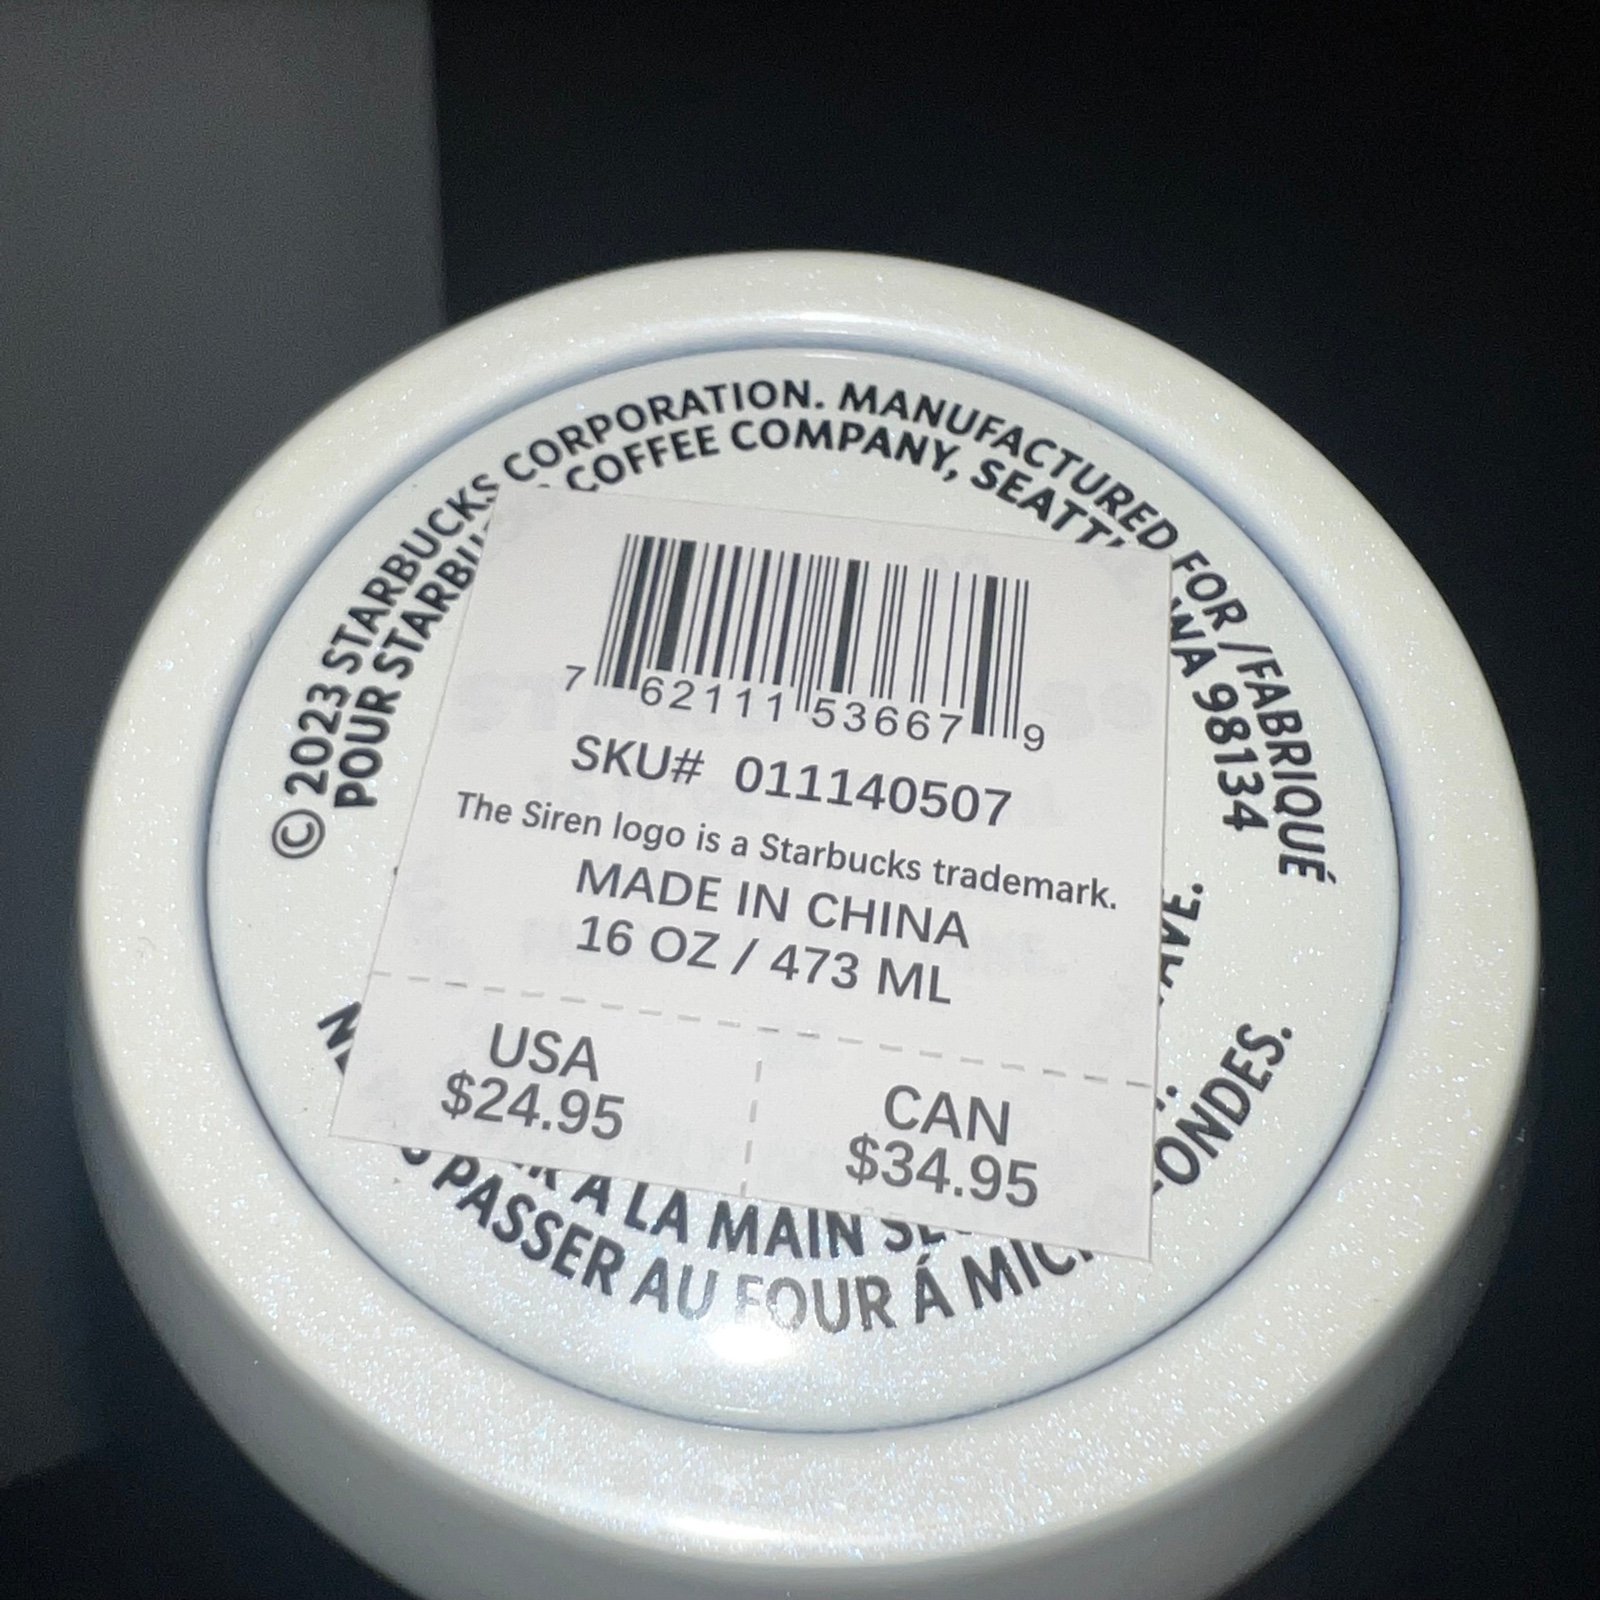 © 2023 STARBUCKS CORPORATION. MANUFACTURED FOR / FABRIQUÉ
POUR COFFEE COMPANY, WA 98134
7 62111 53667 9
SKU# 011140507
The Siren logo is a Starbucks trademark.
MADE IN CHINA
16 OZ / 473 ML
USA
$24.95
CAN
$34.95
À LA MAIN
PASSER AU FOUR Á